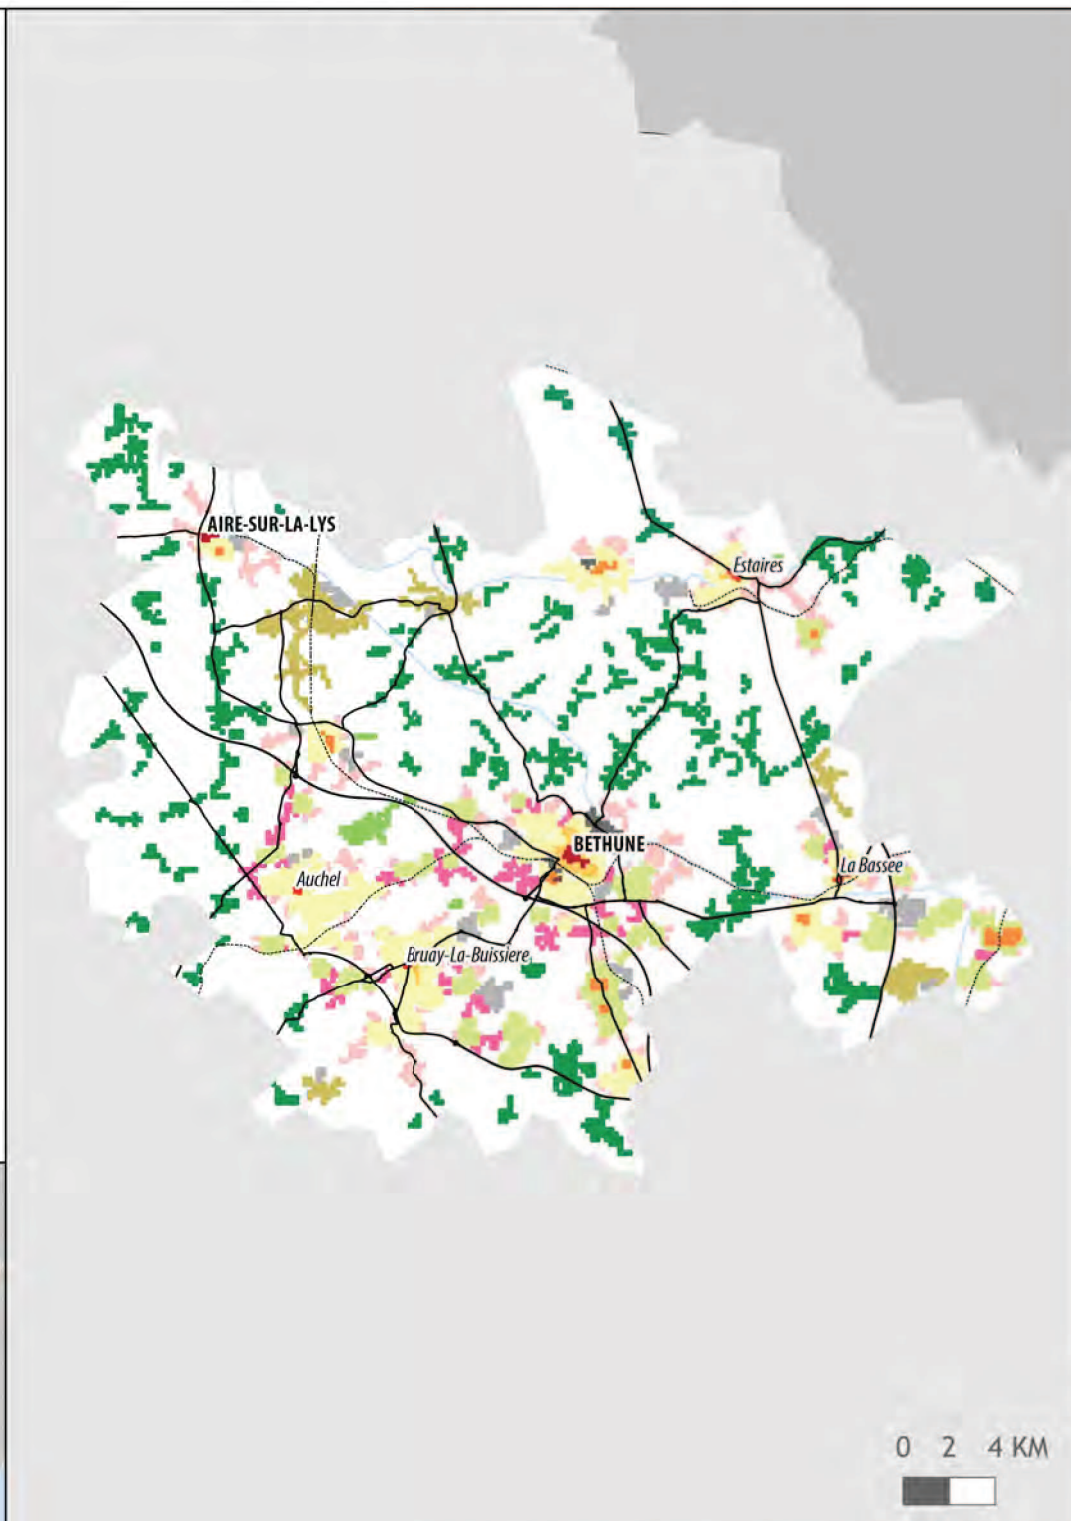 AIRE-SUR-LA-LYS
Estaires
BETHUNE
La Bassee
Auchel
Bruay-La-Buissiere
0 2 4 KM